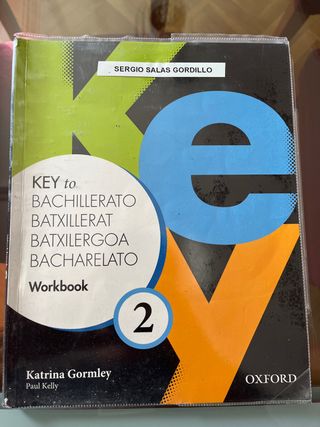 Key
SERGIO SALAS GORDILLO
KEY to
BACHILLERATO
BATXILLERAT
BATXILERGOA
BACHARELATO
Workbook
2
Katrina Gormley
Paul Kelly
OXFORD